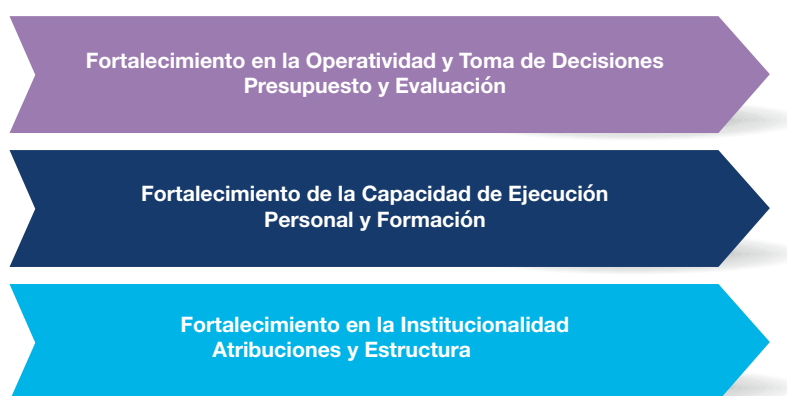 Fortalecimiento en la Operatividad y Toma de Decisiones
Presupuesto y Evaluación
Fortalecimiento de la Capacidad de Ejecución
Personal y Formación
Fortalecimiento en la Institucionalidad
Atribuciones y Estructura